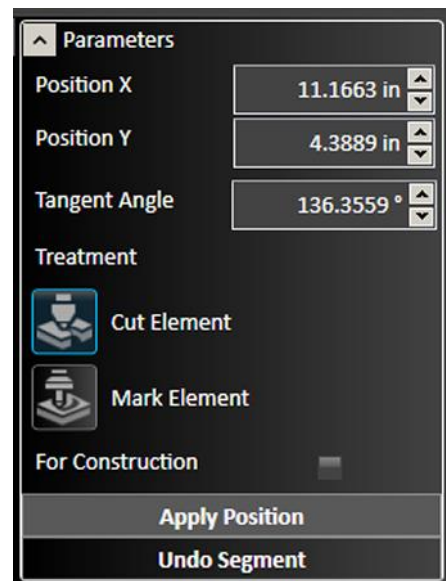 Parameters
Position X 11.1663 in
Position Y 4.3889 in
Tangent Angle 136.3559 °
Treatment
Cut Element
Mark Element
For Construction
Apply Position
Undo Segment